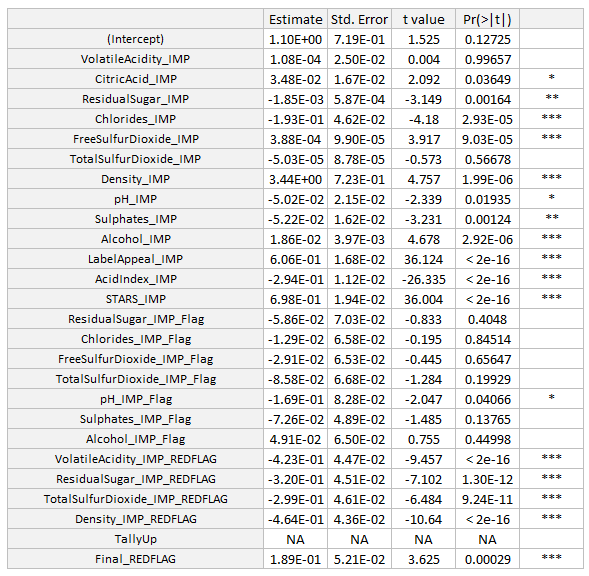 Estimate Std. Error t value Pr(>|t|)
(Intercept) 1.10E+00 7.19E-01 1.525 0.12725
VolatileAcidity_IMP 1.08E-04 2.50E-02 0.004 0.99657
CitricAcid_IMP 3.48E-02 1.67E-02 2.092 0.03649 *
ResidualSugar_IMP -1.85E-03 5.87E-04 -3.149 0.00164 **
Chlorides_IMP -1.93E-01 4.62E-02 -4.18 2.93E-05 ***
FreeSulfurDioxide_IMP 3.88E-04 9.90E-05 3.917 9.03E-05 ***
TotalSulfurDioxide_IMP -5.03E-05 8.78E-05 -0.573 0.56678
Density_IMP 3.44E+00 7.23E-01 4.757 1.99E-06 ***
pH_IMP -5.02E-02 2.15E-02 -2.339 0.01935 *
Sulphates_IMP -5.22E-02 1.62E-02 -3.231 0.00124 **
Alcohol_IMP 1.86E-02 3.97E-03 4.678 2.92E-06 ***
LabelAppeal_IMP 6.06E-01 1.68E-02 36.124 < 2e-16 ***
AcidIndex_IMP -2.94E-01 1.12E-02 -26.335 < 2e-16 ***
STARS_IMP 6.98E-01 1.94E-02 36.004 < 2e-16 ***
ResidualSugar_IMP_Flag -5.86E-02 7.03E-02 -0.833 0.4048
Chlorides_IMP_Flag -1.29E-02 6.58E-02 -0.195 0.84514
FreeSulfurDioxide_IMP_Flag -2.91E-02 6.53E-02 -0.445 0.65647
TotalSulfurDioxide_IMP_Flag -8.58E-02 6.68E-02 -1.284 0.19929
pH_IMP_Flag -1.69E-01 8.28E-02 -2.047 0.04066 *
Sulphates_IMP_Flag -7.26E-02 4.89E-02 -1.485 0.13765
Alcohol_IMP_Flag 4.91E-02 6.50E-02 0.755 0.44998
VolatileAcidity_IMP_REDFLAG -4.23E-01 4.47E-02 -9.457 < 2e-16 ***
ResidualSugar_IMP_REDFLAG -3.20E-01 4.51E-02 -7.102 1.30E-12 ***
TotalSulfurDioxide_IMP_REDFLAG -2.99E-01 4.61E-02 -6.484 9.24E-11 ***
Density_IMP_REDFLAG -4.64E-01 4.36E-02 -10.64 < 2e-16 ***
TallyUp NA NA NA NA
Final_REDFLAG 1.89E-01 5.21E-02 3.625 0.00029 ***